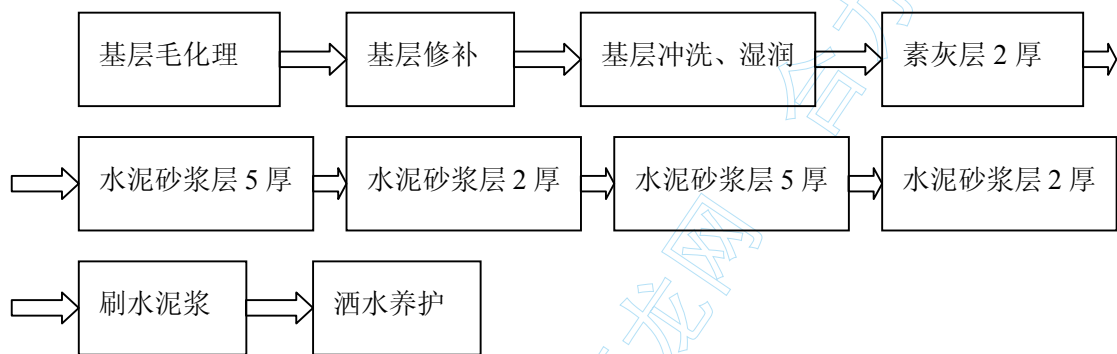 基层毛化理 基层修补 基层冲洗、湿润 素灰层 2 厚
水泥砂浆层 5 厚 水泥砂浆层 2 厚 水泥砂浆层 5 厚 水泥砂浆层 2 厚
刷水泥浆 洒水养护